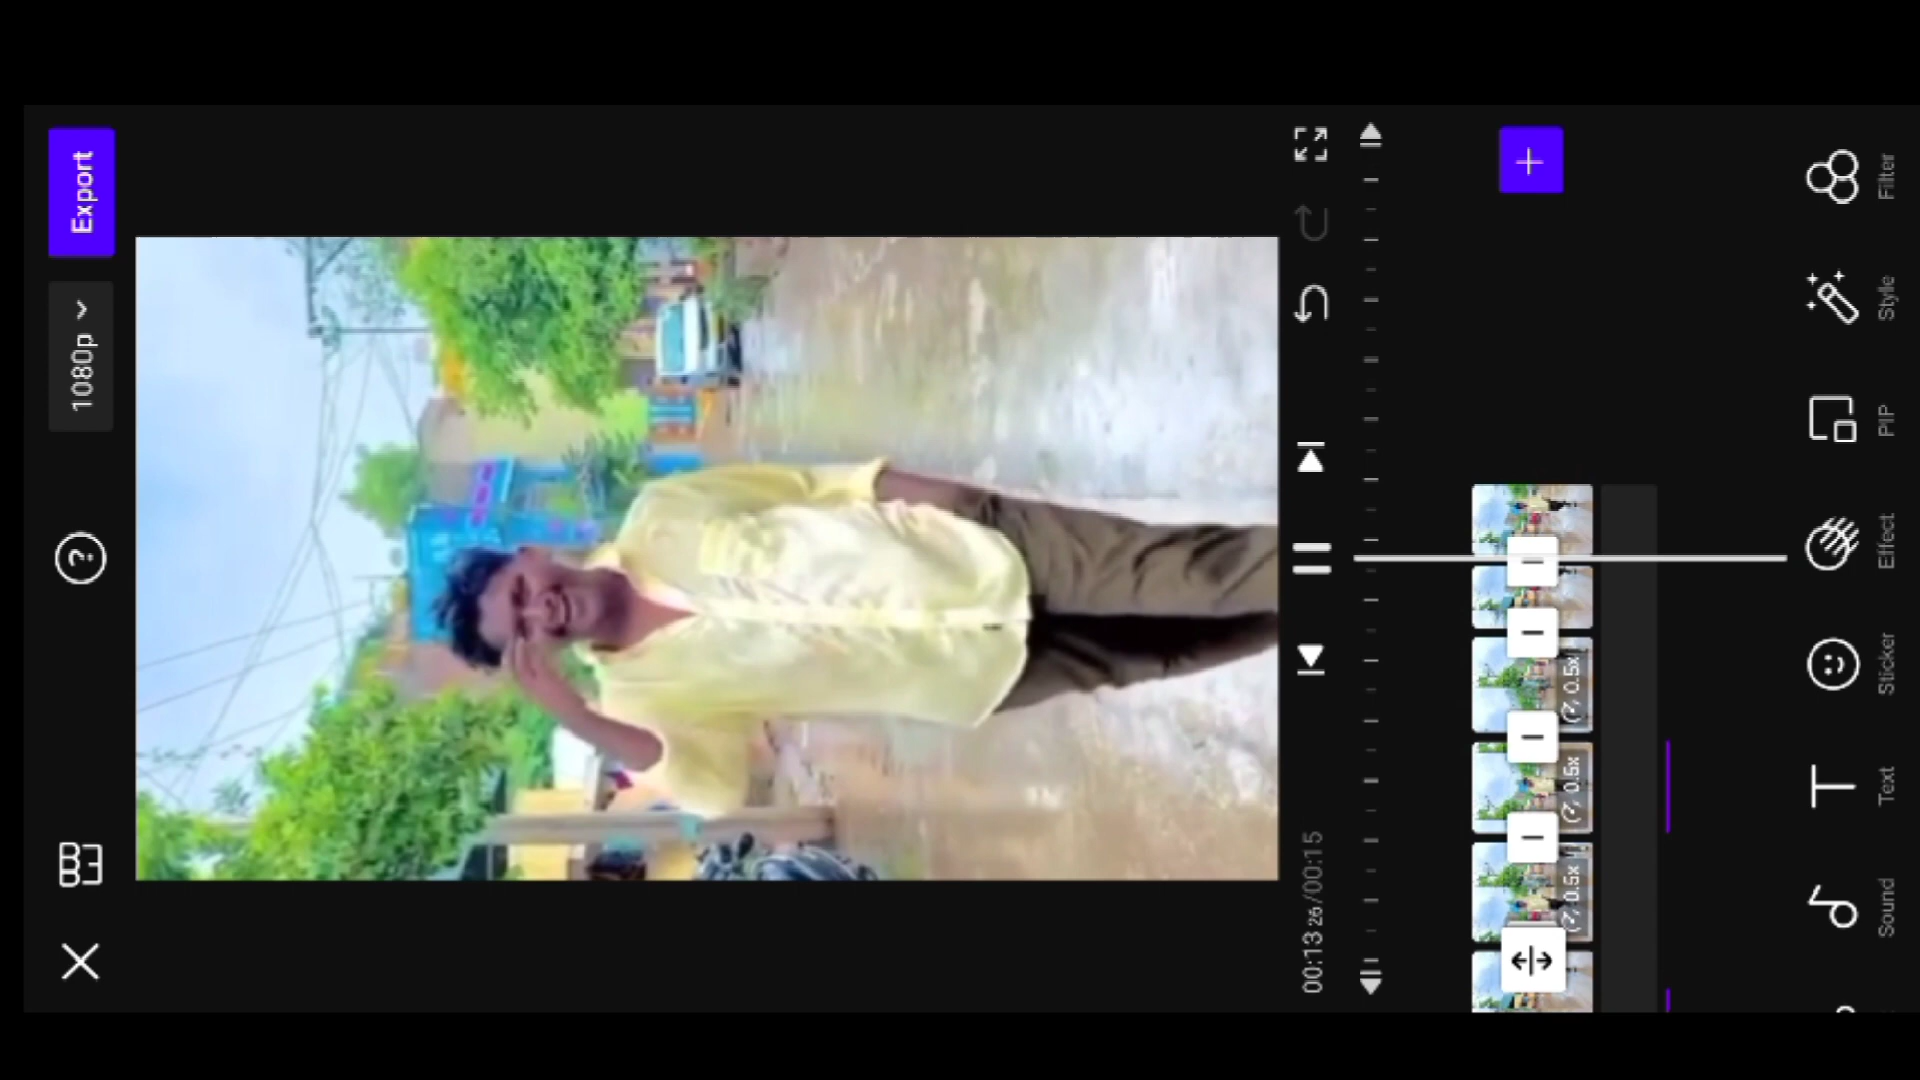 ?
1080p
Export
00:13 26/00:15
0.5x
0.5x
0.5x
Sound
Text
Sticker
Effect
PIP
Style
Filter